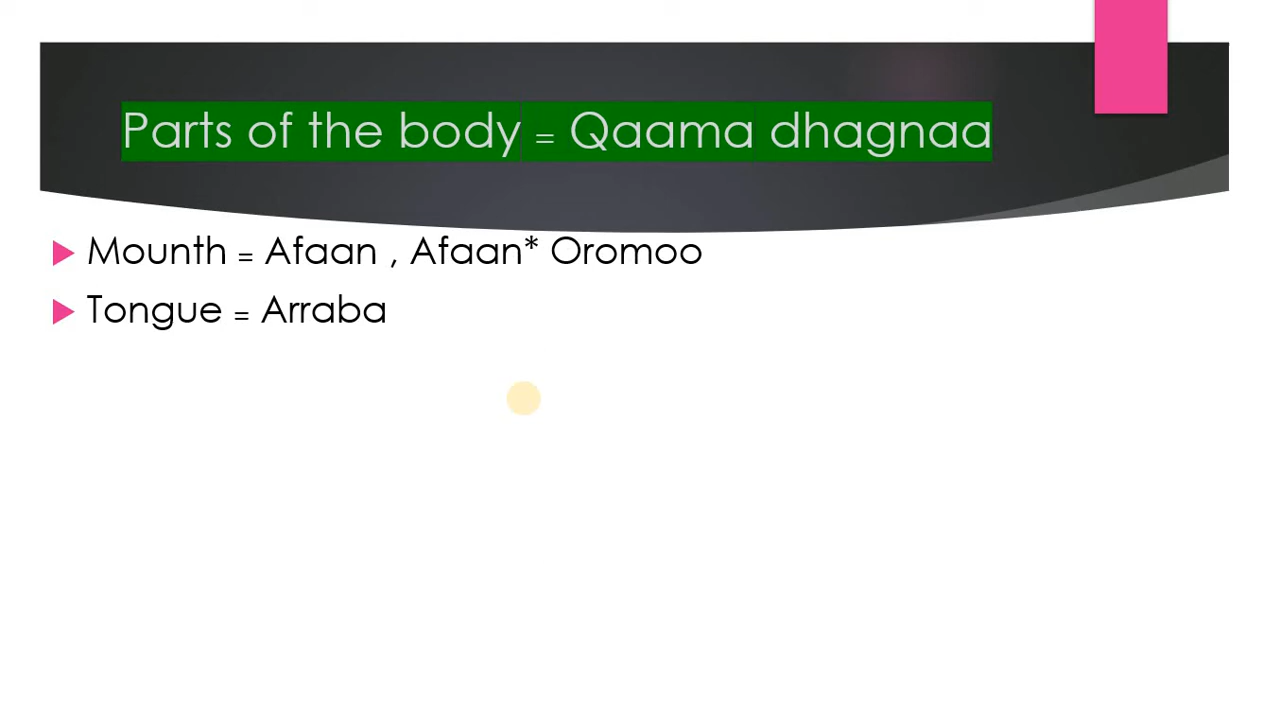 Parts of the body = Qaama dhagnaa
Mounth = Afaan , Afaan* Oromoo
Tongue = Arraba